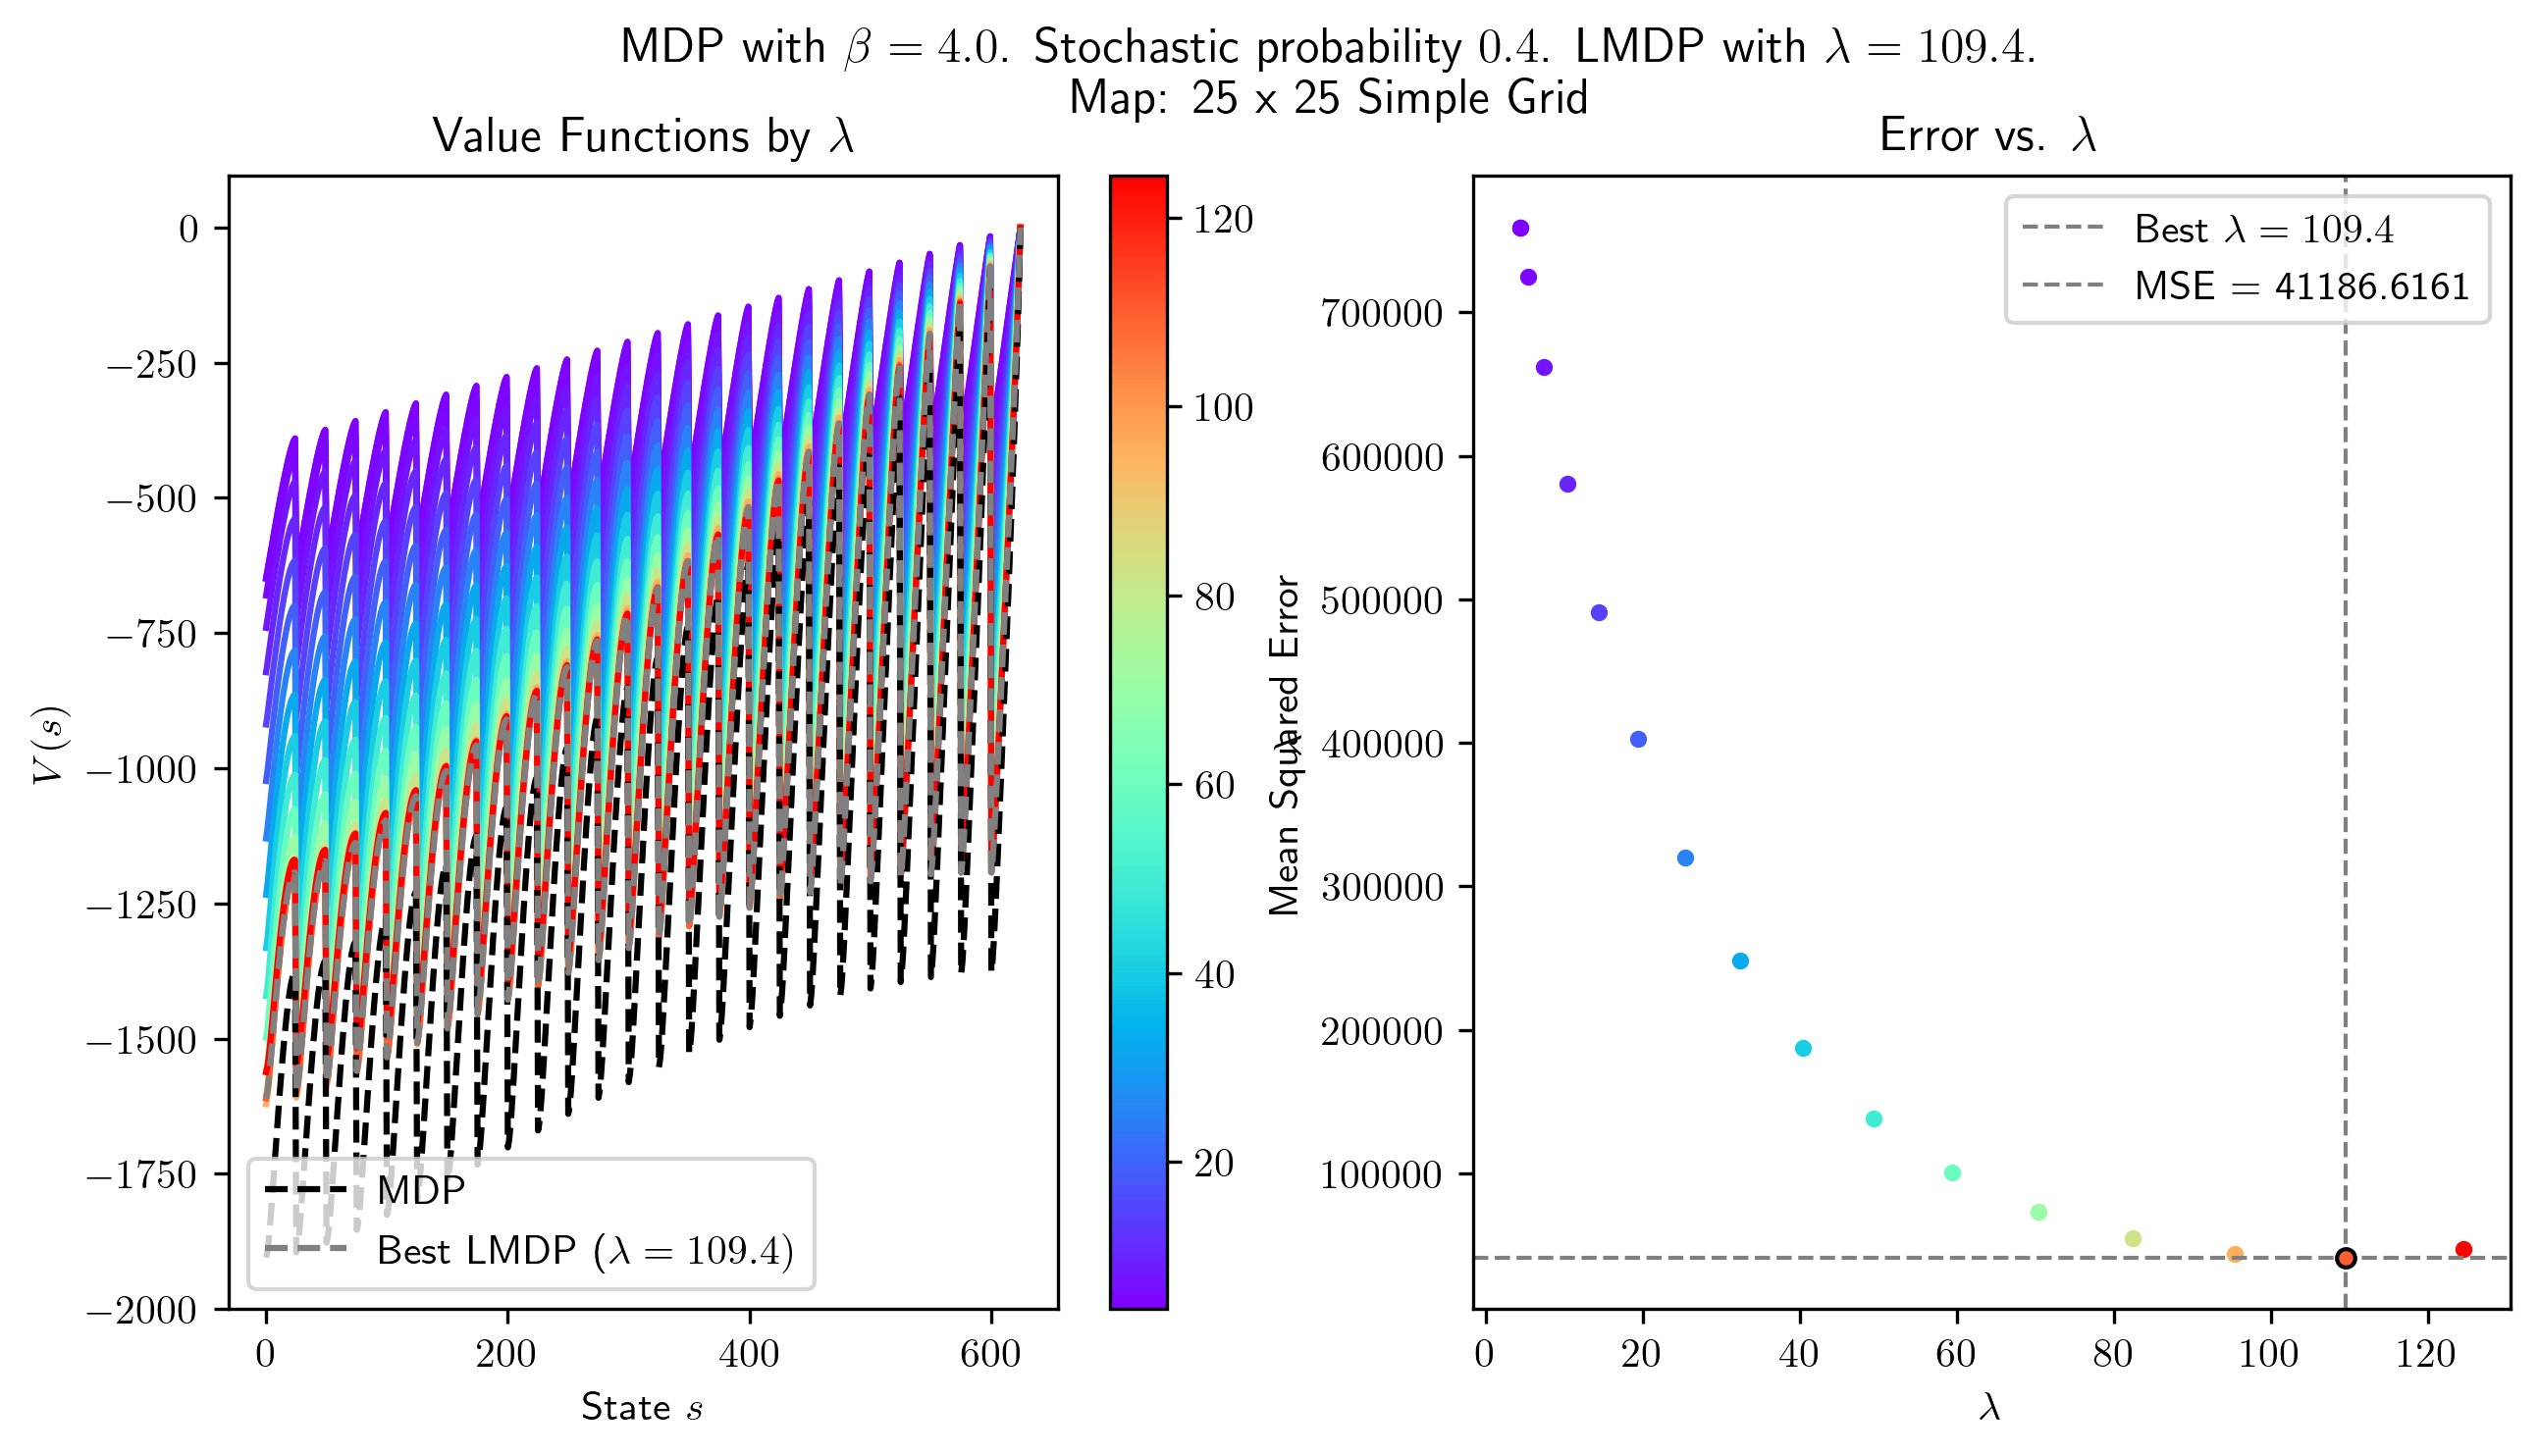 MDP with β = 4.0. Stochastic probability 0.4. LMDP with λ = 109.4.
Map: 25 x 25 Simple Grid
Value Functions by λ
0
−250
−500
−750
−1000
−1250
−1500
−1750
−2000
V(s)
0 200 400 600
State s
MDP
Best LMDP (λ = 109.4)
120
100
80
60
40
20
λ
Error vs. λ
Best λ = 109.4
MSE = 41186.6161
700000
600000
500000
400000
300000
200000
100000
Mean Squared Error
0 20 40 60 80 100 120
λ